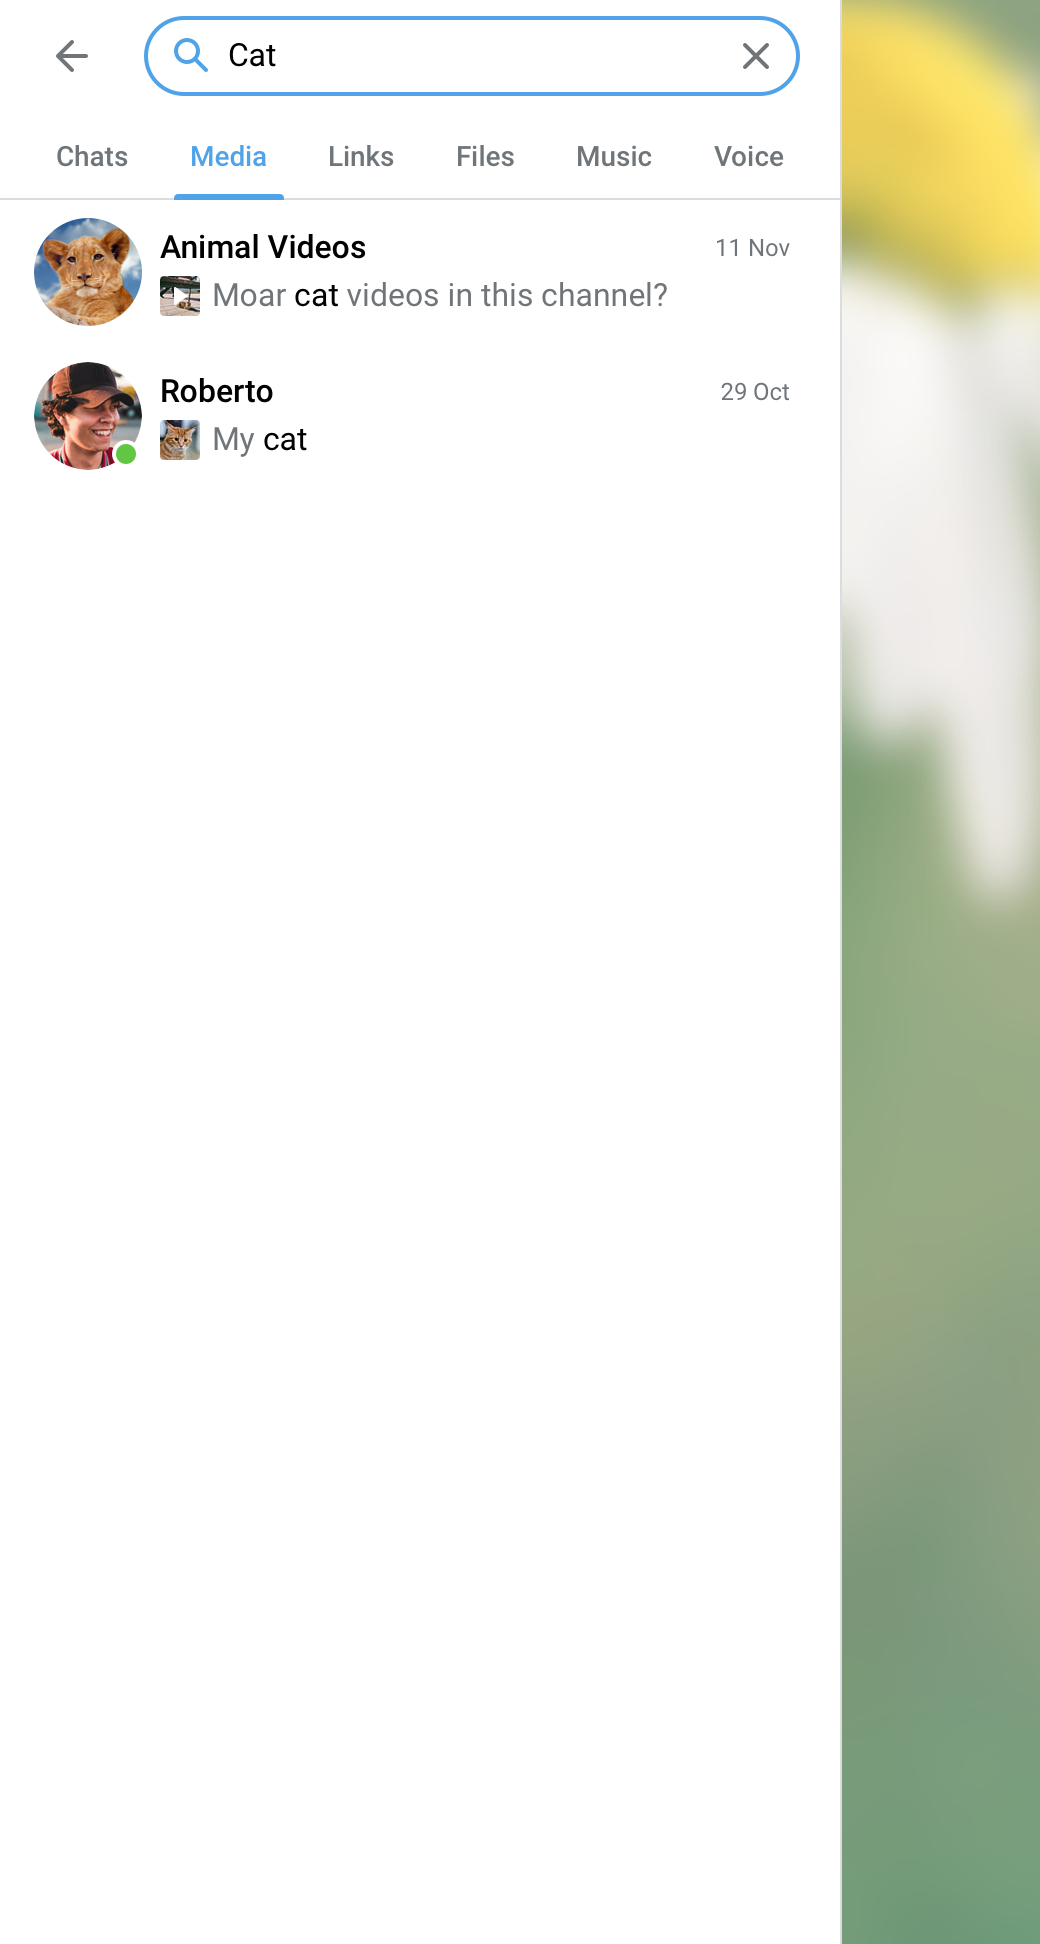 Cat
Chats Media Links Files Music Voice
Animal Videos 11 Nov
Moar cat videos in this channel?
Roberto 29 Oct
My cat